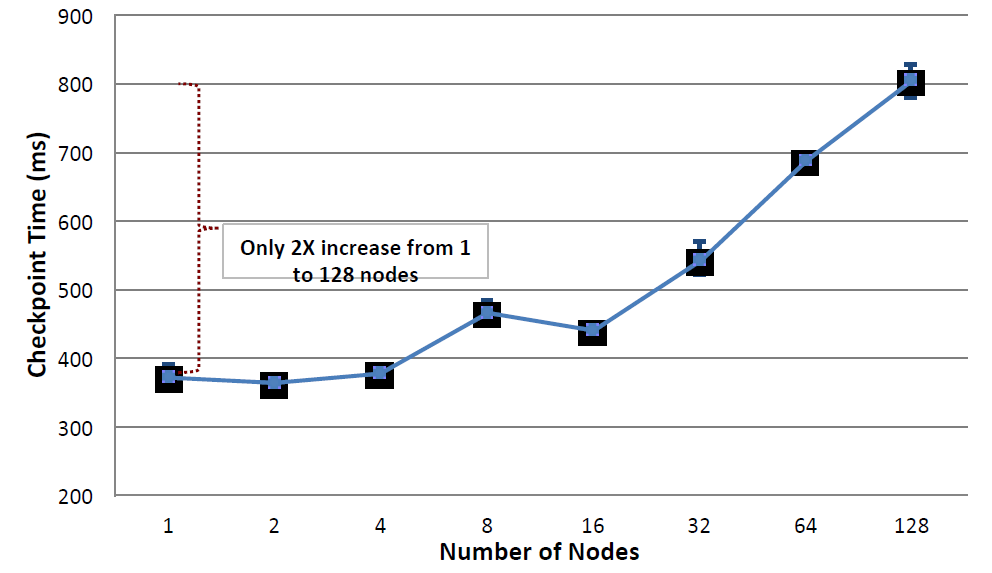 900
800
700
600
500
400
300
200
Checkpoint Time (ms)
Only 2X increase from 1
to 128 nodes
1 2 4 8 16 32 64 128
Number of Nodes